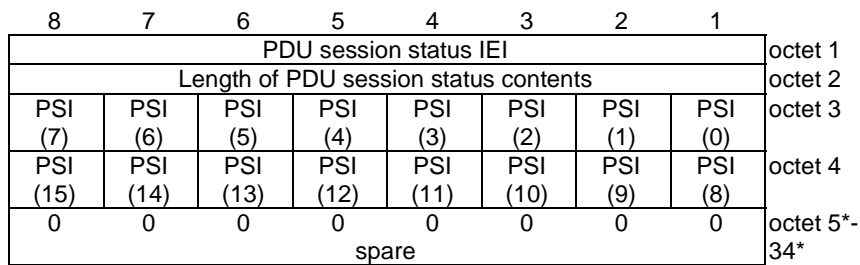 8 7 6 5 4 3 2 1
PDU session status IEI octet 1
Length of PDU session status contents octet 2
PSI PSI PSI PSI PSI PSI PSI PSI octet 3
(7) (6) (5) (4) (3) (2) (1) (0)
PSI PSI PSI PSI PSI PSI PSI PSI octet 4
(15) (14) (13) (12) (11) (10) (9) (8)
0 0 0 0 0 0 0 0 octet 5*-
spare 34*